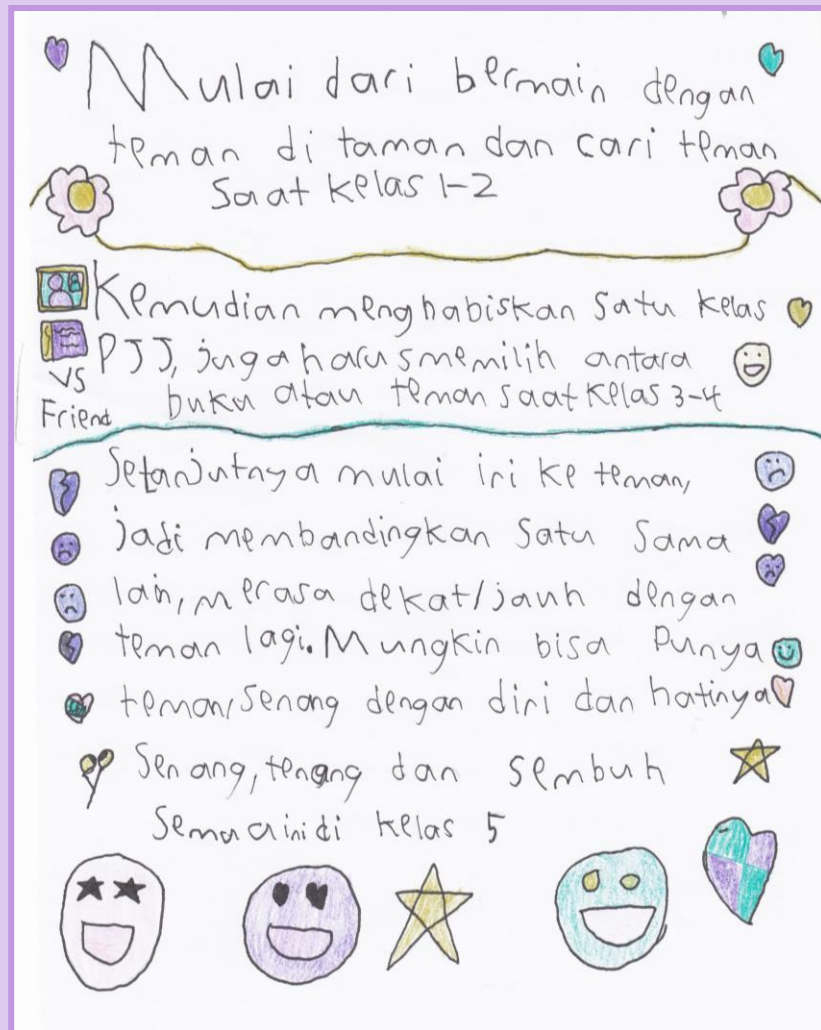 Mulai dari bermain dengan
teman di taman dan cari teman
saat kelas 1-2
Kemudian menghabiskan satu kelas
PJJ, juga harus memilih antara
vs
buku atau teman saat kelas 3-4
Friend
Selanjutnya mulai iri ke teman,
jadi membandingkan satu sama
lain, merasa dekat/jauh dengan
teman lagi. Mungkin bisa punya
teman, senang dengan diri dan hatinya
Senang, tenang dan sembuh
semua ini di kelas 5